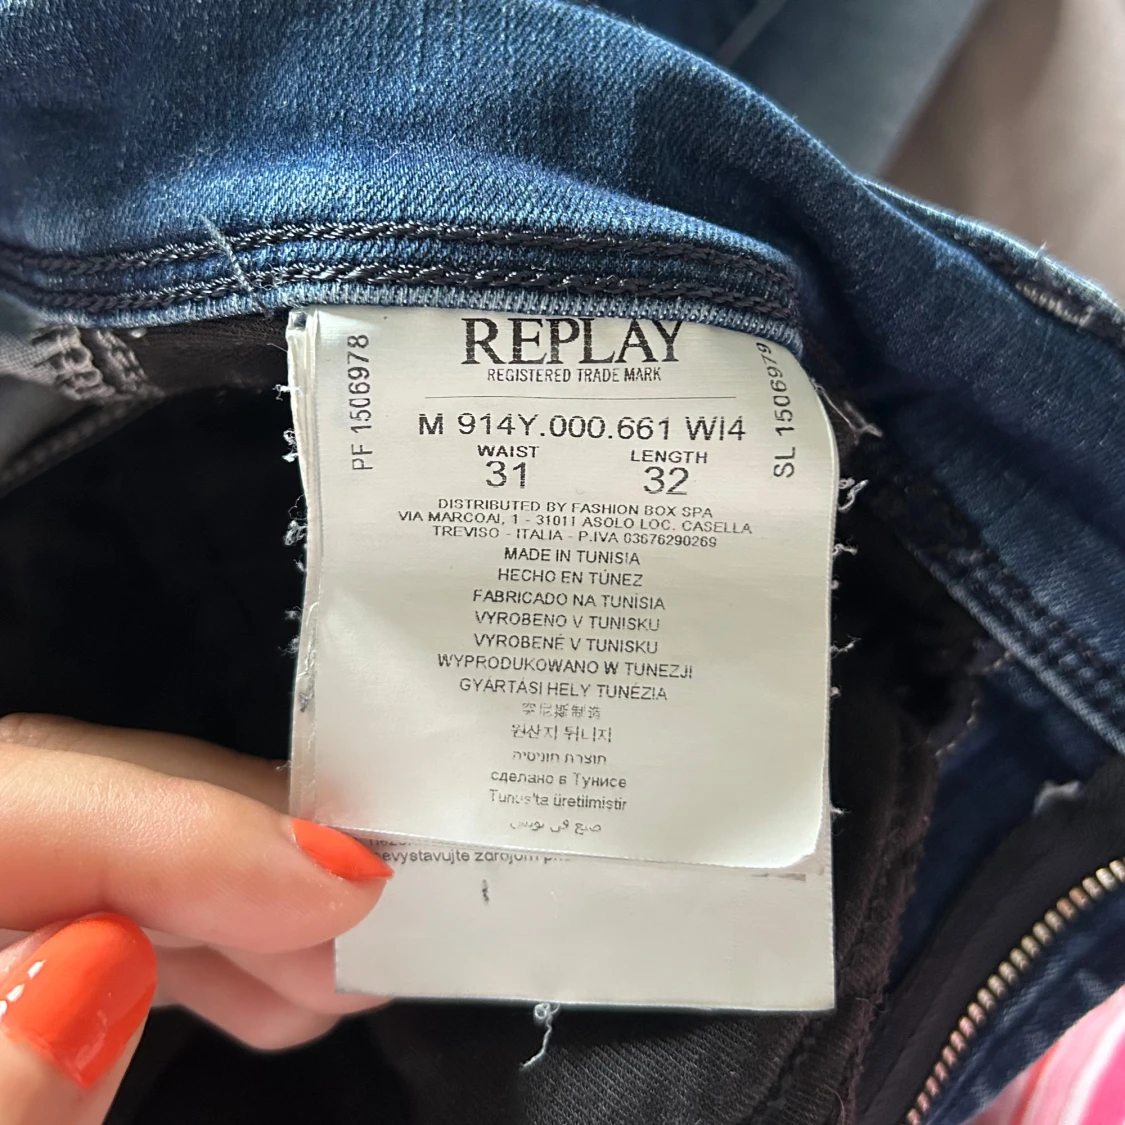 REPLAY
REGISTERED TRADE MARK
PF 1506978
SL 1506979
M 914Y.000.661 WI4
WAIST LENGTH
31 32
DISTRIBUTED BY FASHION BOX SPA
VIA MARCOAI, 1 - 31011 ASOLO LOC. CASELLA
TREVISO - ITALIA - P.IVA 03676290269
MADE IN TUNISIA
HECHO EN TÚNEZ
FABRICADO NA TUNÍSIA
VYROBENO V TUNISKU
VYROBENÉ V TUNISKU
WYPRODUKOWANO W TUNEZJI
GYÁRTÁSI HELY TUNÉZIA
突尼斯制造
원산지 튀니지
תוצרת תוניסיה
сделано в Тунисе
Tunus'ta üretilmistir
صنع في تونس
zdrojům